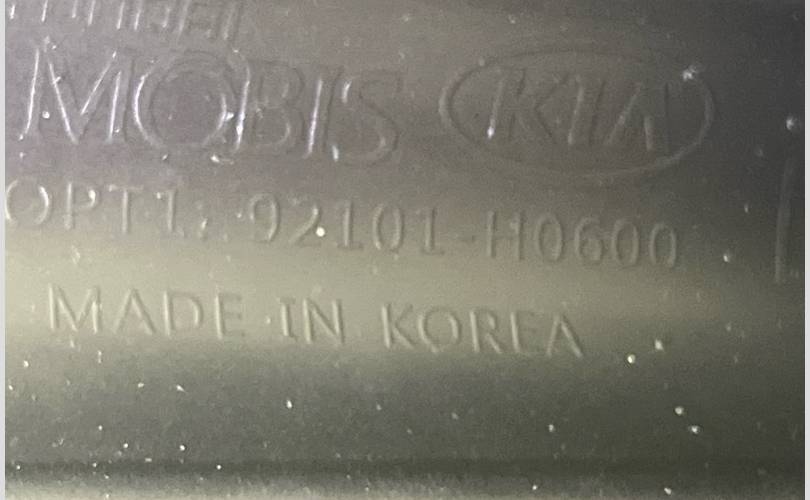 MOBIS KIA
OPT1: 92101-H0600
MADE IN KOREA